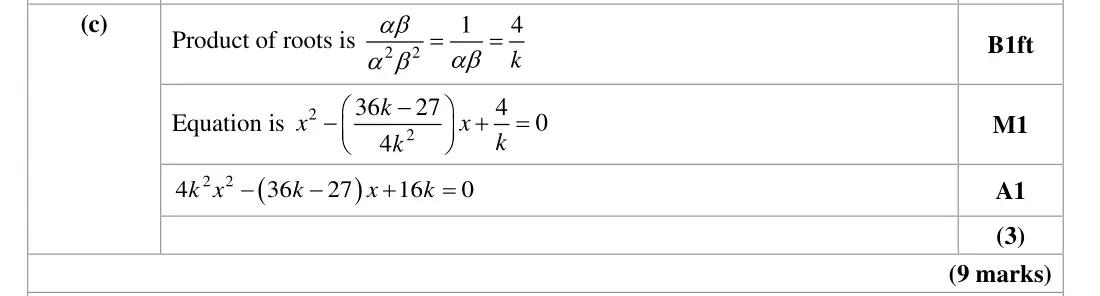 (c) Product of roots is αβ/α²β² = 1/αβ = 4/k B1ft
Equation is x² − ((36k − 27)/4k²)x + 4/k = 0 M1
4k²x² − (36k − 27)x + 16k = 0 A1
(3)
(9 marks)